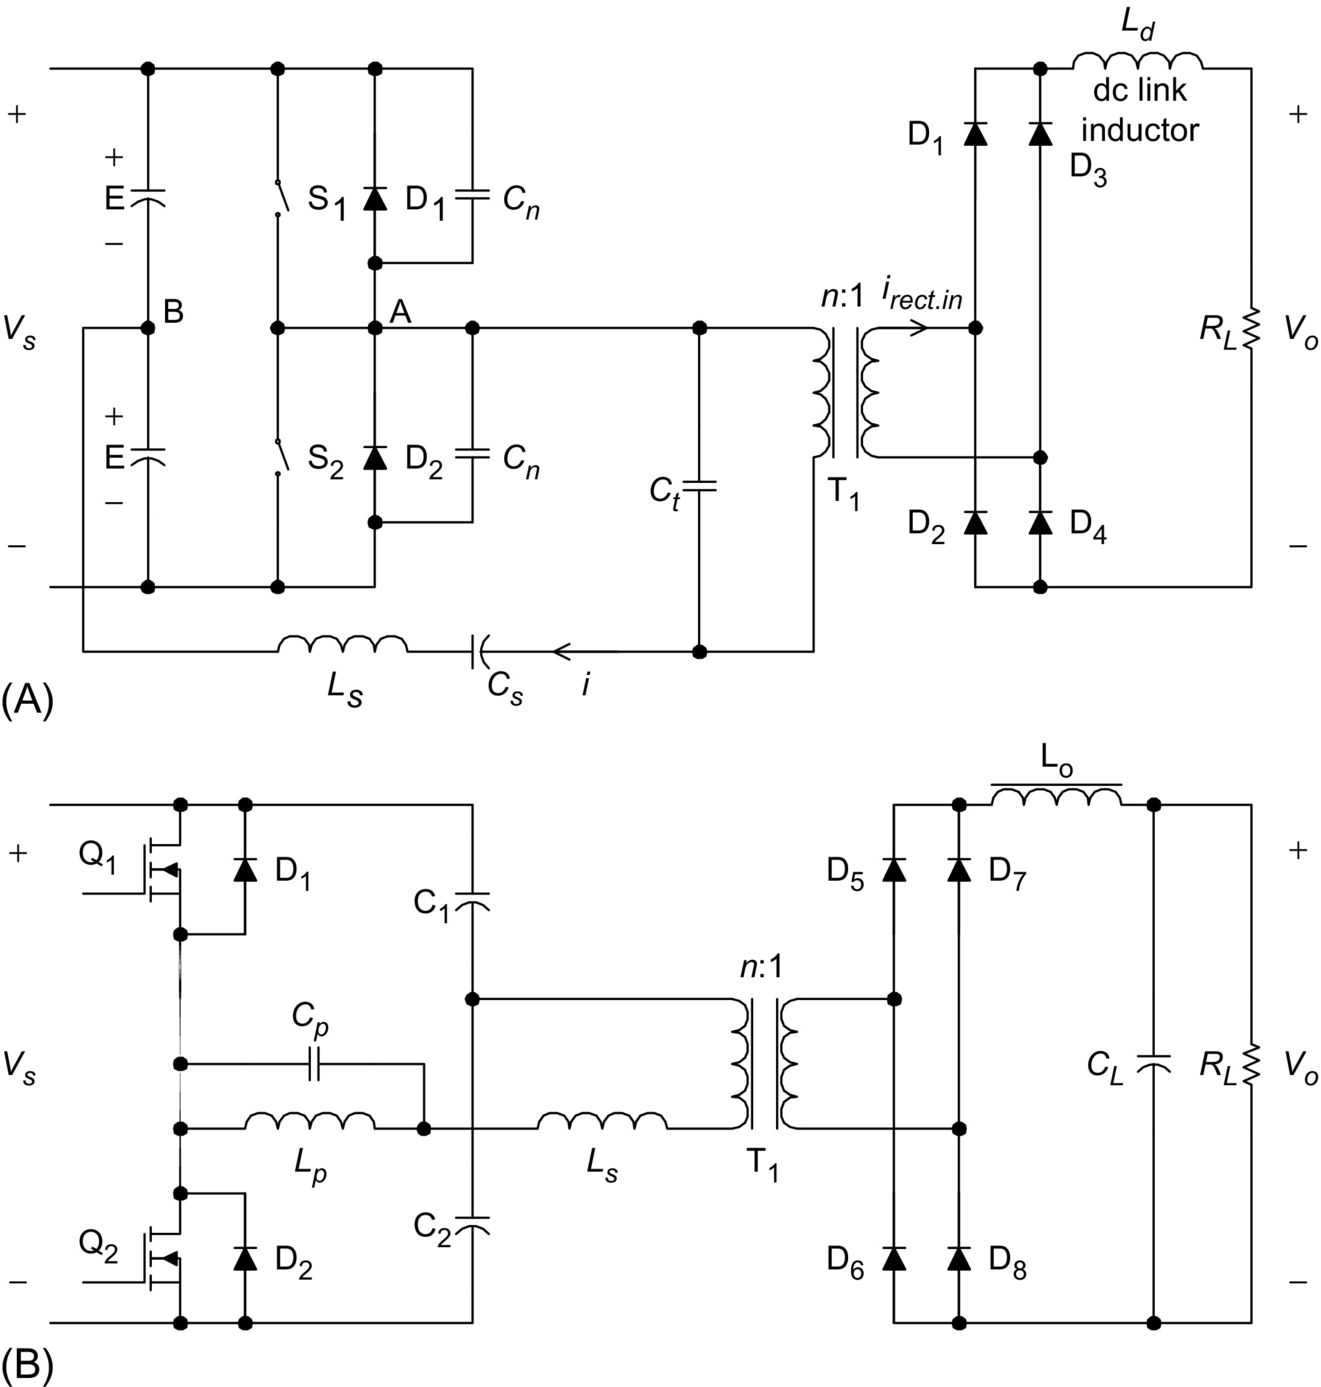 L_d
dc link
inductor
+ + D_1 D_3 +
+
E S_1 D_1 C_n
−
B A n:1 i_rect.in
V_s R_L V_o
+
E S_2 D_2 C_n C_t T_1
−
D_2 D_4
− −
L_s C_s i
(A)
L_o
+ Q_1 D_1 D_5 D_7 +
C_1
n:1
C_p
V_s C_L R_L V_o
L_p L_s T_1
C_2
Q_2 D_2 D_6 D_8
− −
(B)